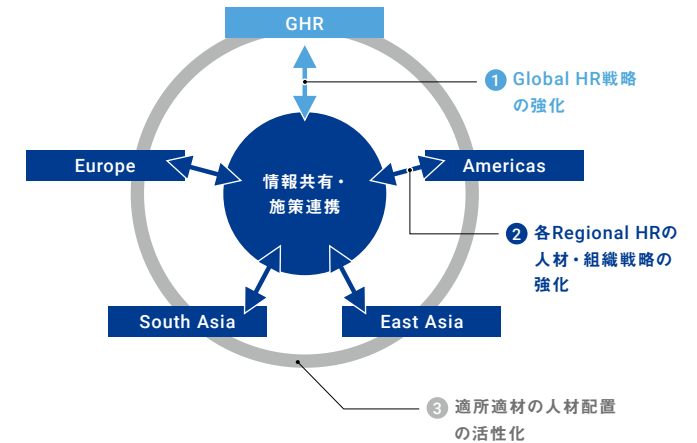 GHR
1 Global HR戦略
の強化
Europe
情報共有・
施策連携
Americas
2 各Regional HRの
人材・組織戦略の
強化
South Asia
East Asia
3 適所適材の人材配置
の活性化